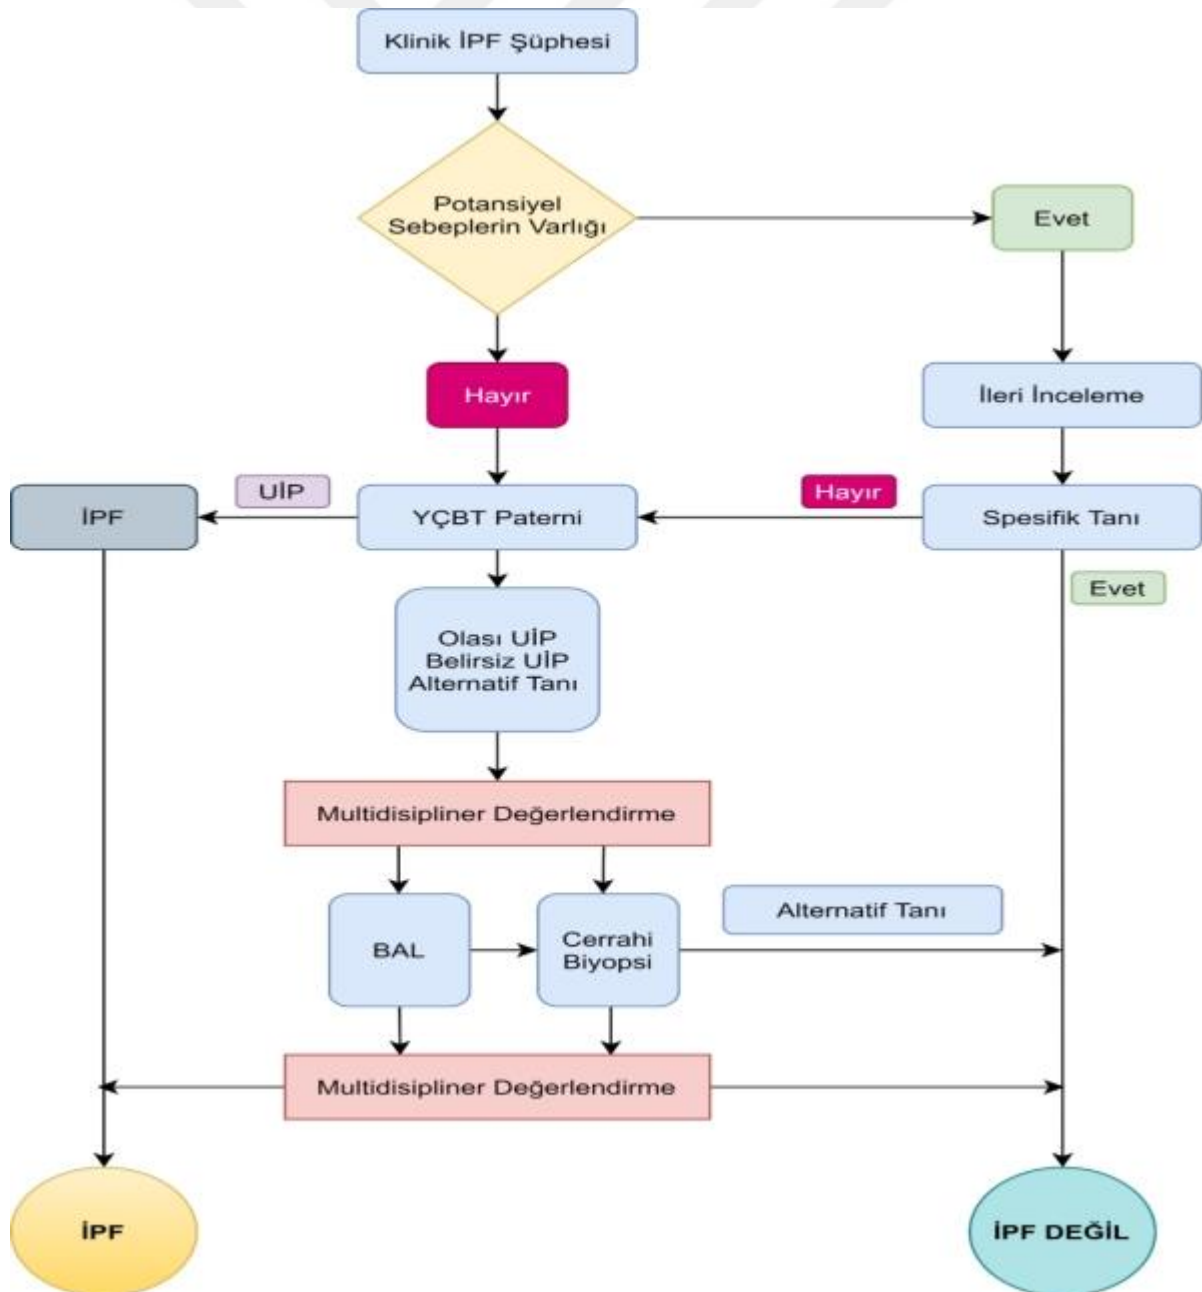 Klinik İPF Şüphesi
Potansiyel
Sebeplerin Varlığı
Evet
Hayır
İleri İnceleme
İPF
UİP
YÇBT Paterni
Hayır
Spesifik Tanı
Evet
Olası UİP
Belirsiz UİP
Alternatif Tanı
Multidisipliner Değerlendirme
BAL
Cerrahi
Biyopsi
Alternatif Tanı
Multidisipliner Değerlendirme
İPF
İPF DEĞİL